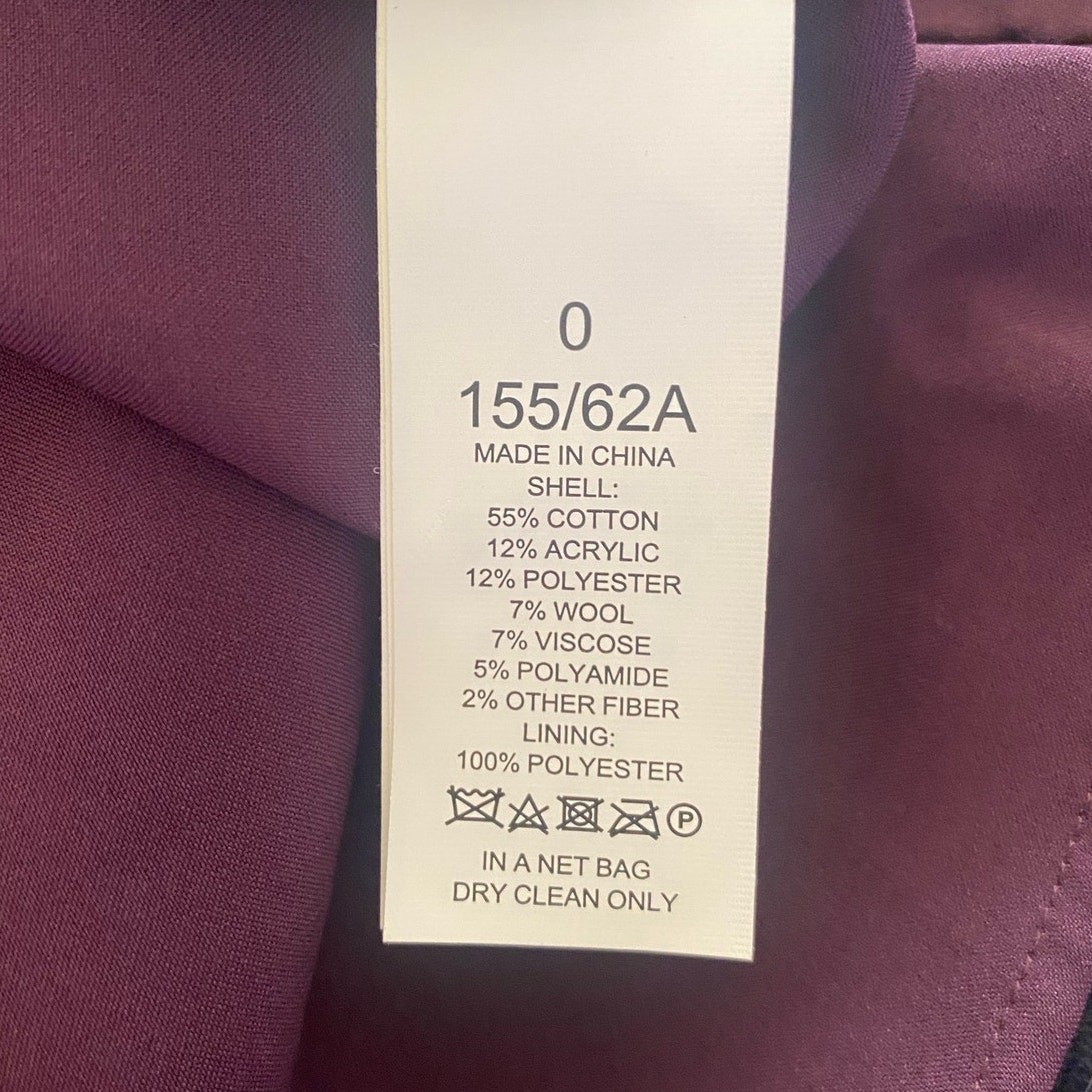 0
155/62A
MADE IN CHINA
SHELL:
55% COTTON
12% ACRYLIC
12% POLYESTER
7% WOOL
7% VISCOSE
5% POLYAMIDE
2% OTHER FIBER
LINING:
100% POLYESTER
P
IN A NET BAG
DRY CLEAN ONLY